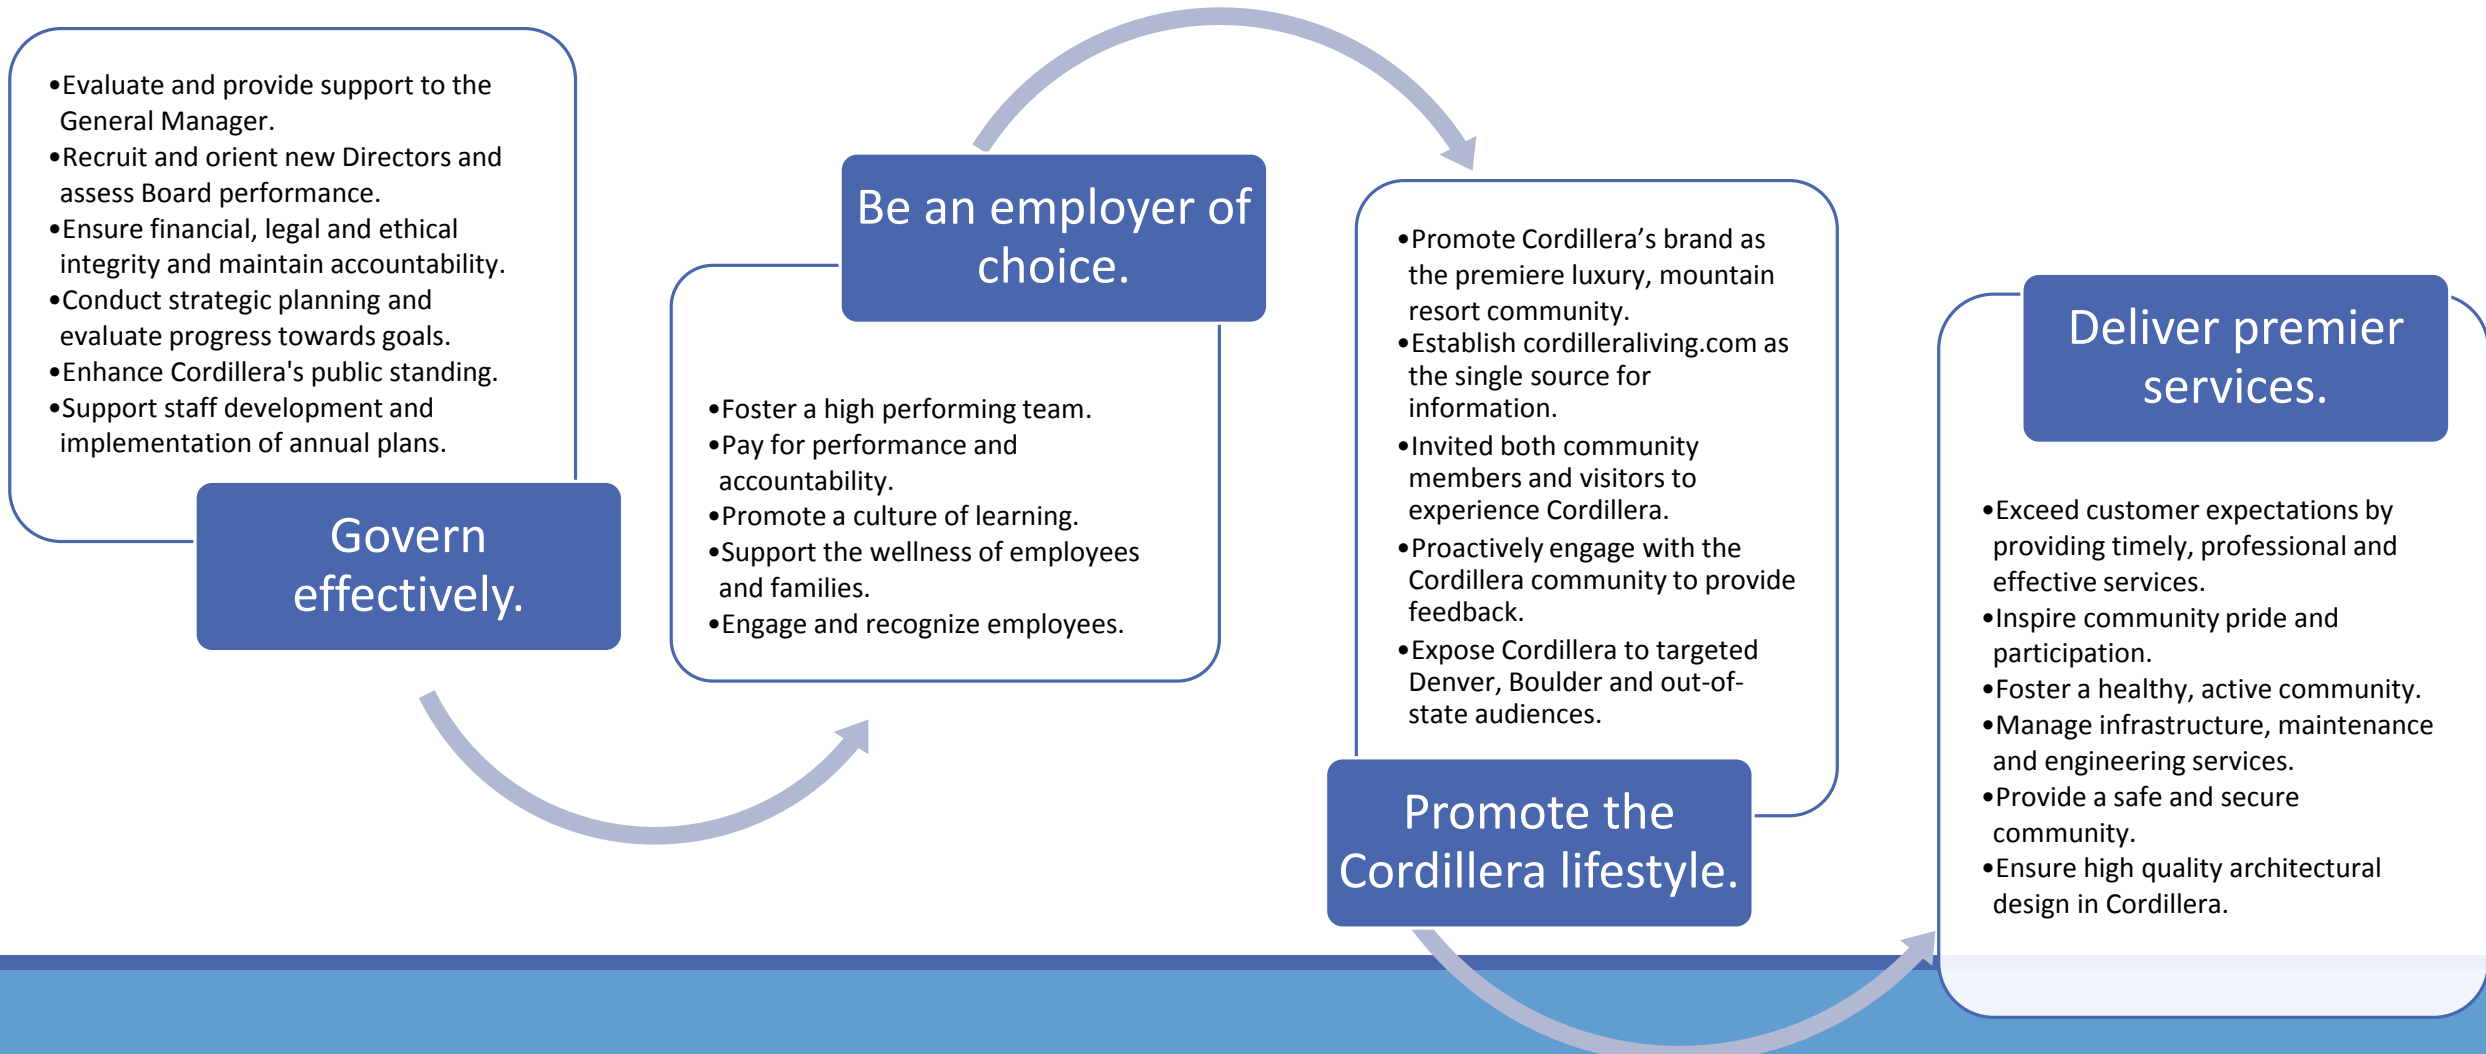 •Evaluate and provide support to the
General Manager.
•Recruit and orient new Directors and
assess Board performance.
•Ensure financial, legal and ethical
integrity and maintain accountability.
•Conduct strategic planning and
evaluate progress towards goals.
•Enhance Cordillera's public standing.
•Support staff development and
implementation of annual plans.
Govern
effectively.
Be an employer of
choice.
•Foster a high performing team.
•Pay for performance and
accountability.
•Promote a culture of learning.
•Support the wellness of employees
and families.
•Engage and recognize employees.
•Promote Cordillera’s brand as
the premiere luxury, mountain
resort community.
•Establish cordilleraliving.com as
the single source for
information.
•Invited both community
members and visitors to
experience Cordillera.
•Proactively engage with the
Cordillera community to provide
feedback.
•Expose Cordillera to targeted
Denver, Boulder and out-of-
state audiences.
Promote the
Cordillera lifestyle.
Deliver premier
services.
•Exceed customer expectations by
providing timely, professional and
effective services.
•Inspire community pride and
participation.
•Foster a healthy, active community.
•Manage infrastructure, maintenance
and engineering services.
•Provide a safe and secure
community.
•Ensure high quality architectural
design in Cordillera.